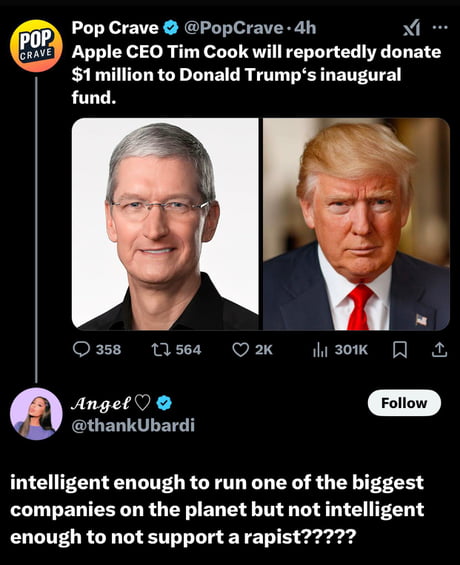 POP
CRAVE
Pop Crave @PopCrave · 4h
Apple CEO Tim Cook will reportedly donate
$1 million to Donald Trump‘s inaugural
fund.
358 564 2K 301K
𝓐𝓷𝓰𝓮𝓵♡
Follow
@thankUbardi
intelligent enough to run one of the biggest
companies on the planet but not intelligent
enough to not support a rapist?????